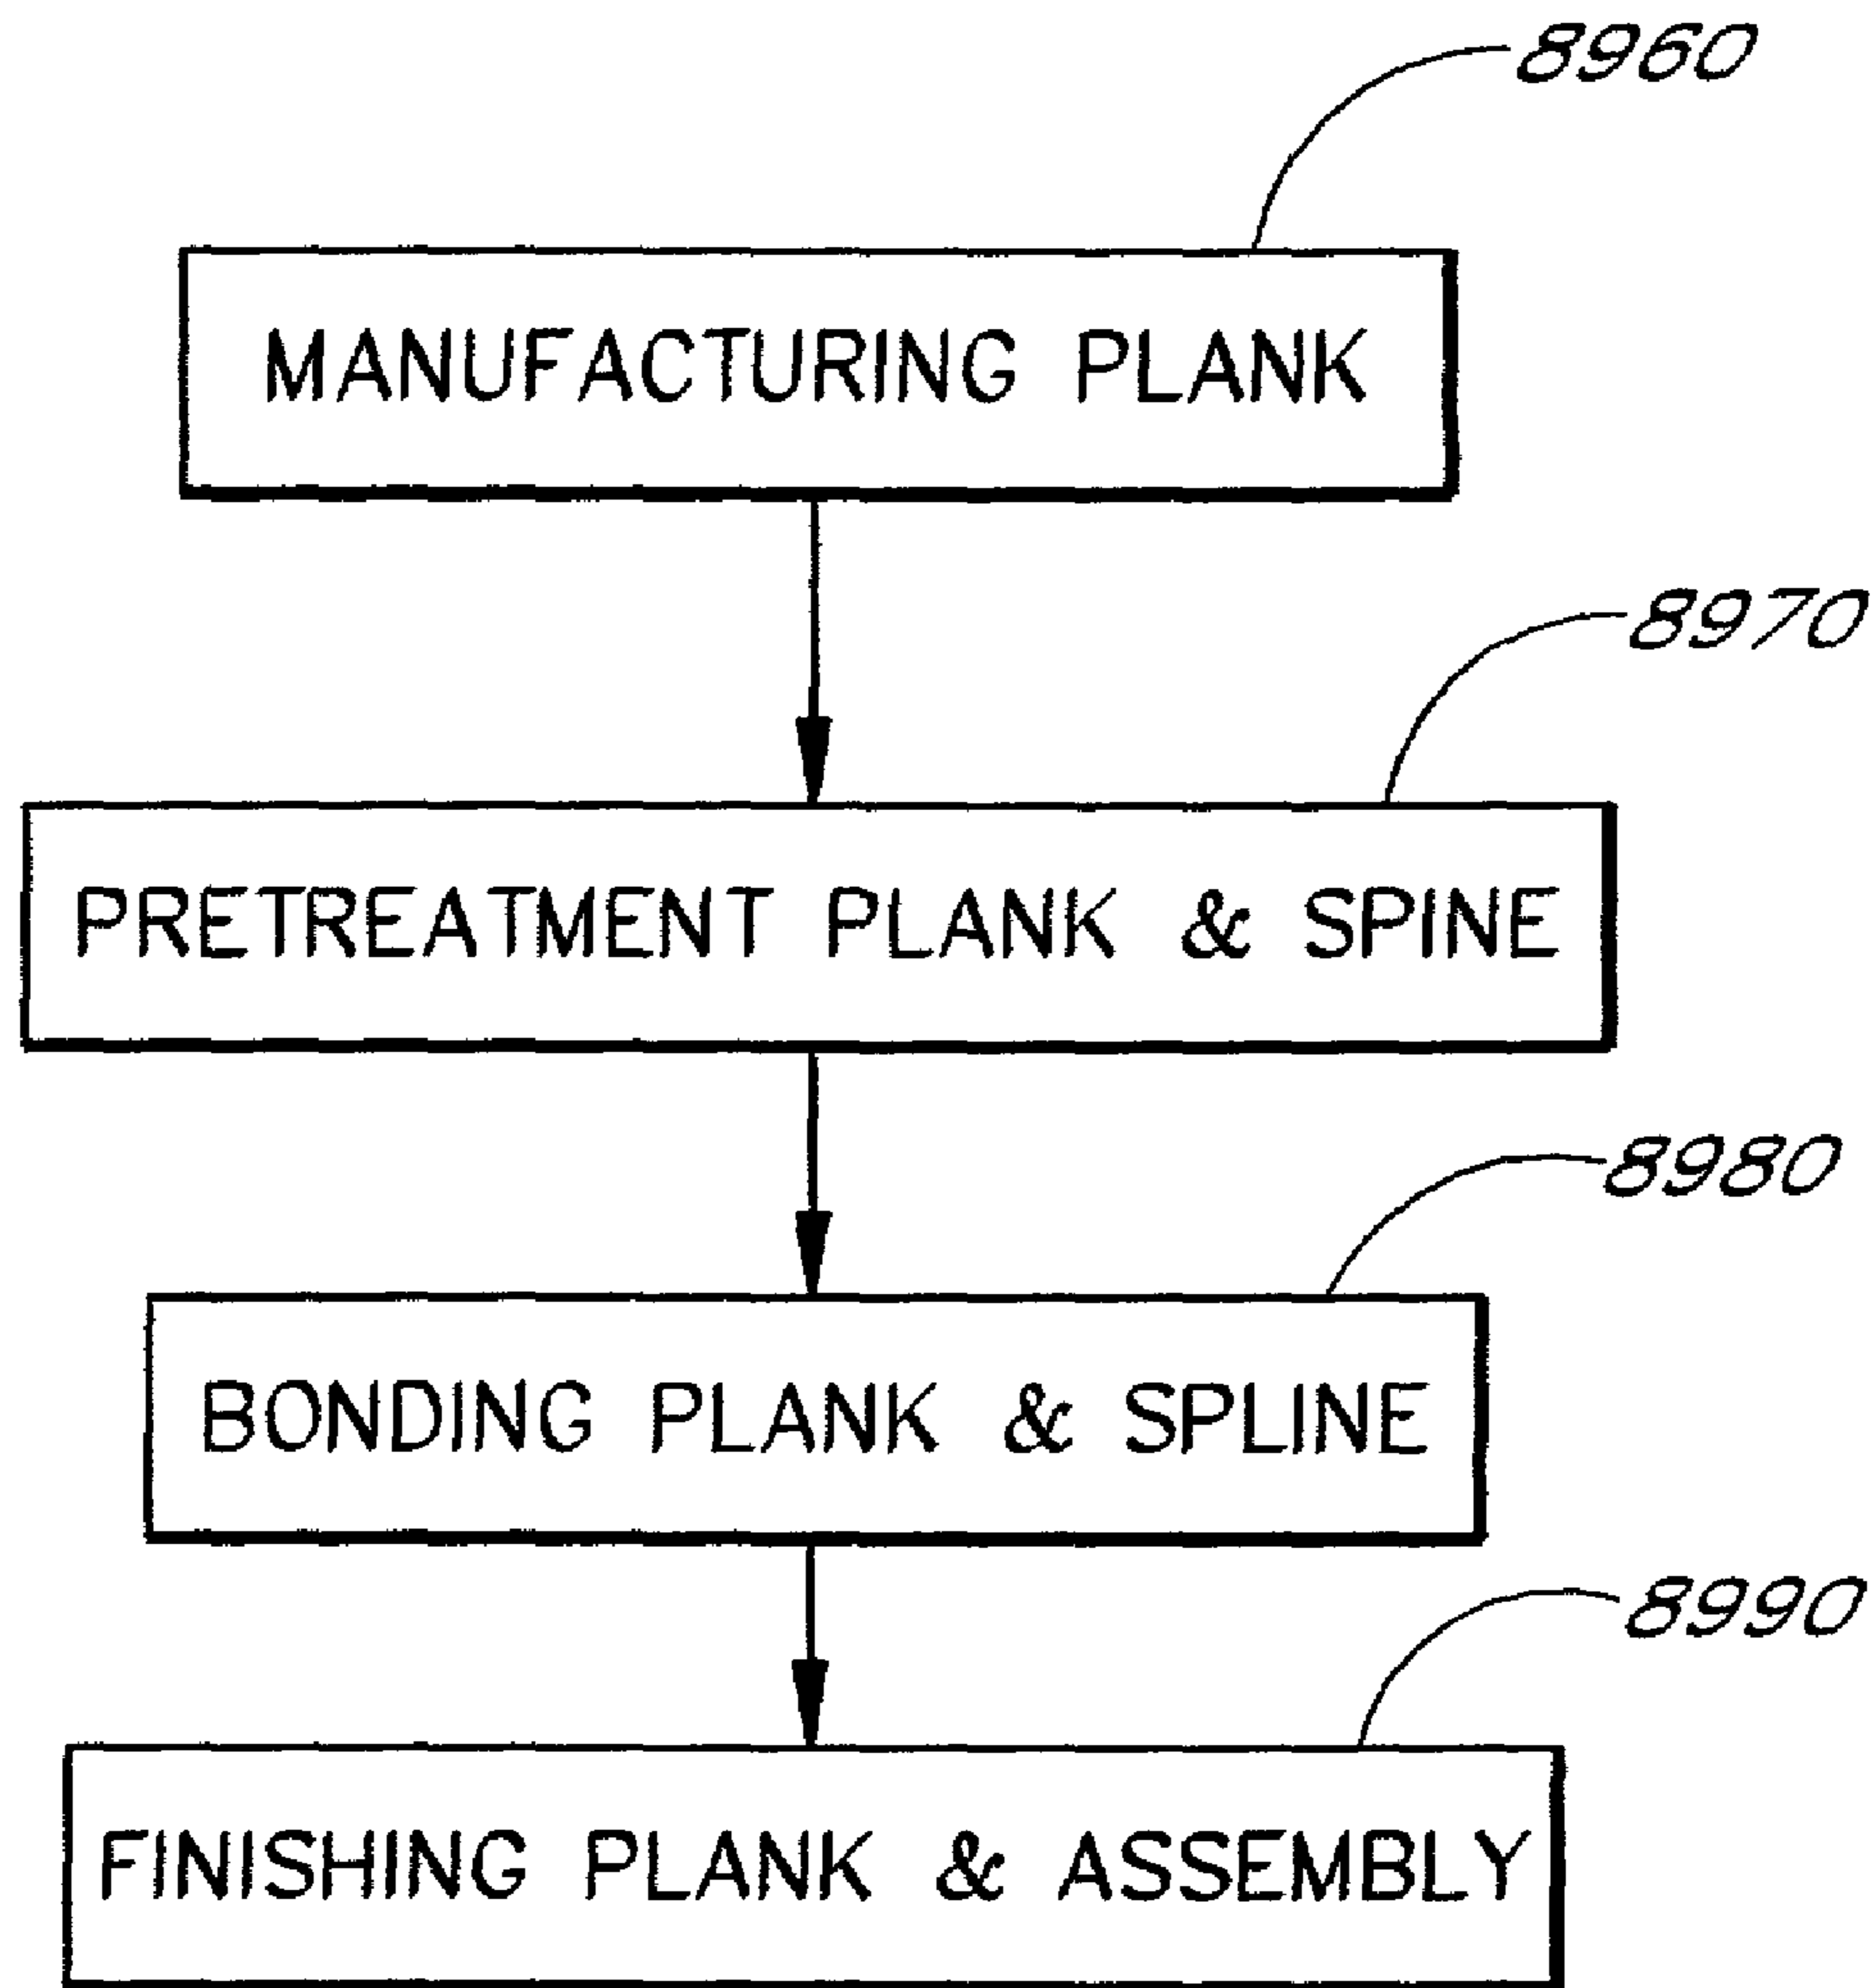 8960
MANUFACTURING PLANK
8970
PRETREATMENT PLANK & SPINE
8980
BONDING PLANK & SPLINE
8990
FINISHING PLANK & ASSEMBLY